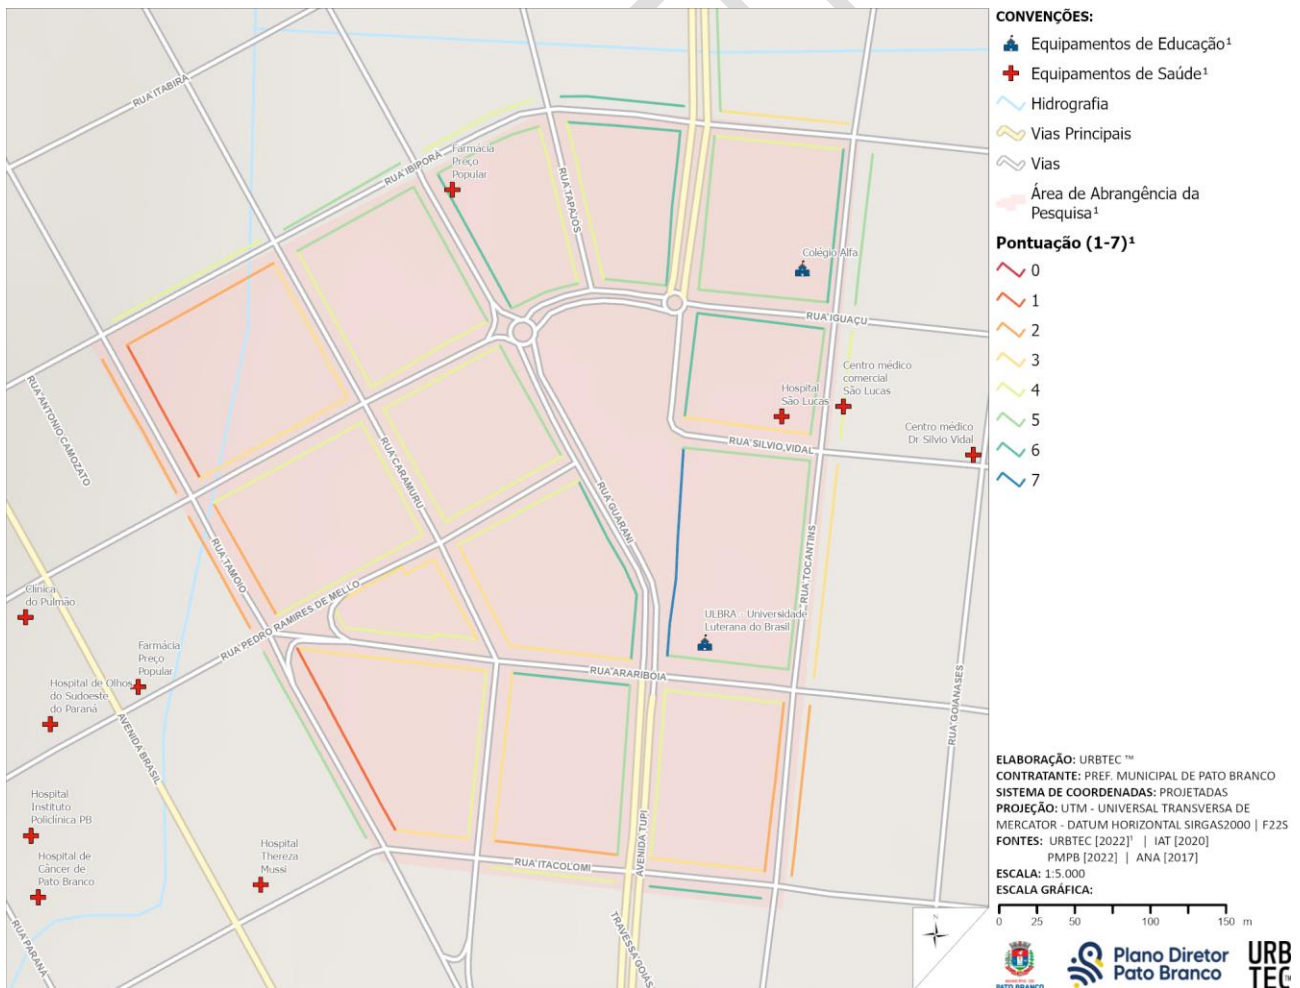 RUA ITABIRA
RUA IBIPORÃ
Farmácia
Preço
Popular
RUA TAPAJÓS
Colégio Alfa
RUA IGUAÇU
Centro médico
comercial
São Lucas
Hospital
São Lucas
Centro médico
Dr Silvio Vidal
RUA SILVIO VIDAL
RUA ANTONIO CAMOZATO
RUA CARAMURU
RUA GUARANI
RUA TAMOIO
RUA TOCANTINS
Clínica
do Pulmão
RUA PEDRO RAMIRES DE MELLO
ULBRA - Universidade
Luterana do Brasil
Farmácia
Preço
Popular
Hospital de Olhos
do Sudoeste
do Paraná
RUA ARARIBÓIA
RUA GOIANASES
AVENIDA BRASIL
Hospital
Instituto
Policlínica PB
Hospital de
Câncer de
Pato Branco
Hospital
Thereza
Mussi
AVENIDA TUPI
RUA ITACOLOMI
RUA PARANÁ
TRAVESSA GOIÁS
CONVENÇÕES:
Equipamentos de Educação¹
Equipamentos de Saúde¹
Hidrografia
Vias Principais
Vias
Área de Abrangência da
Pesquisa¹
Pontuação (1-7)¹
0
1
2
3
4
5
6
7
ELABORAÇÃO: URBTEC ™
CONTRATANTE: PREF. MUNICIPAL DE PATO BRANCO
SISTEMA DE COORDENADAS: PROJETADAS
PROJEÇÃO: UTM - UNIVERSAL TRANSVERSA DE
MERCATOR - DATUM HORIZONTAL SIRGAS2000 | F22S
FONTES: URBTEC [2022]¹ | IAT [2020]
PMPB [2022] | ANA [2017]
ESCALA: 1:5.000
ESCALA GRÁFICA:
0 25 50 100 150 m
PATO BRANCO
Plano Diretor
Pato Branco
URB
TEC